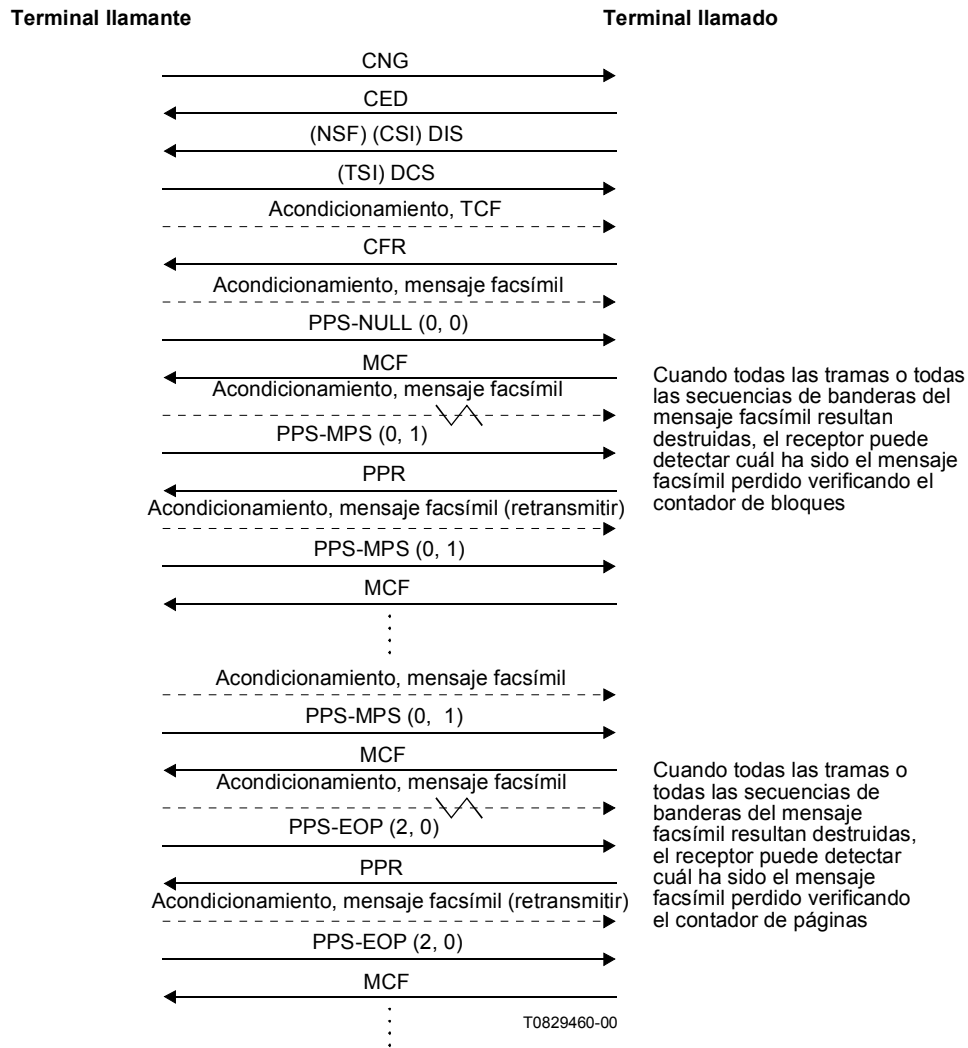 Terminal llamante
Terminal llamado
CNG
CED
(NSF) (CSI) DIS
(TSI) DCS
Acondicionamiento, TCF
CFR
Acondicionamiento, mensaje facsímil
PPS-NULL (0, 0)
MCF
Acondicionamiento, mensaje facsímil
PPS-MPS (0, 1)
PPR
Acondicionamiento, mensaje facsímil (retransmitir)
PPS-MPS (0, 1)
MCF
Cuando todas las tramas o todas
las secuencias de banderas del
mensaje facsímil resultan
destruidas, el receptor puede
detectar cuál ha sido el mensaje
facsímil perdido verificando el
contador de bloques
Acondicionamiento, mensaje facsímil
PPS-MPS (0, 1)
MCF
Acondicionamiento, mensaje facsímil
PPS-EOP (2, 0)
PPR
Acondicionamiento, mensaje facsímil (retransmitir)
PPS-EOP (2, 0)
MCF
Cuando todas las tramas o
todas las secuencias de
banderas del mensaje
facsímil resultan destruidas,
el receptor puede detectar
cuál ha sido el mensaje
facsímil perdido verificando
el contador de páginas
T0829460-00